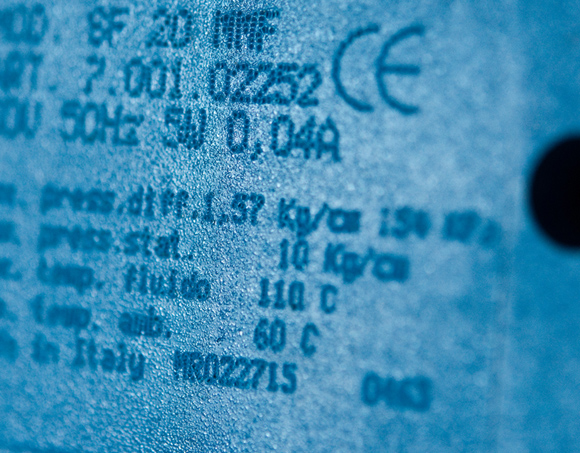 SF 20 MMF CE
7.001 02252
50Hz 5W 0.04A
press.diff.1.57 Kg/cm
press.stat. 10 Kg/cm
temp. fluido 110 C
temp. amb. 60 C
in Italy MR022715 0463